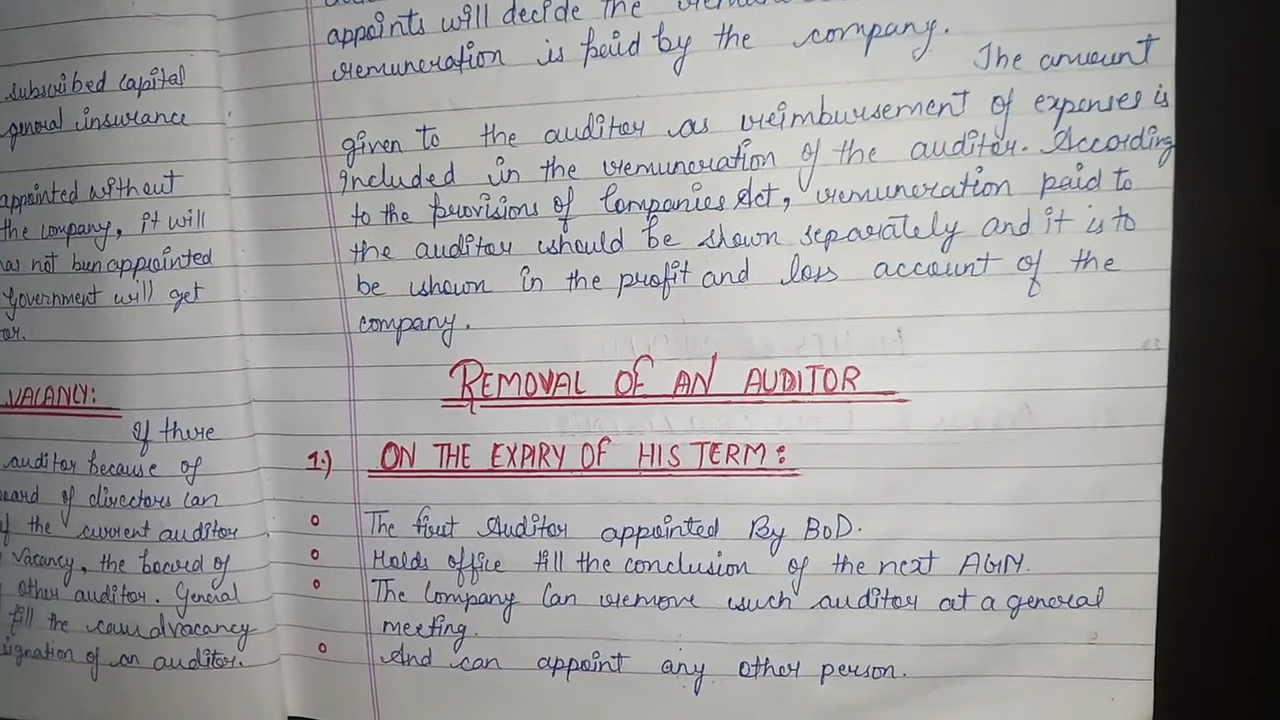 subscribed capital
general insurance
appointed without
the company, it will
as not been appointed
Government will get
or.
VACANCY:
If there
auditor because of
oard of directors can
f the current auditor
Vacancy, the board of
other auditor. General
fill the casual vacancy
signation of an auditor.
appoints will decide the
remuneration is paid by the company.
The amount
given to the auditor as reimbursement of expenses is
included in the remuneration of the auditor. According
to the provisions of Companies Act, remuneration paid to
the auditor should be shown separately and it is to
be shown in the profit and loss account of the
company.
REMOVAL OF AN AUDITOR
1.) ON THE EXPIRY OF HIS TERM:
o The first Auditor appointed By BoD.
o Holds office till the conclusion of the next AGM.
o The Company Can remove such auditor at a general
meeting.
o And can appoint any other person.